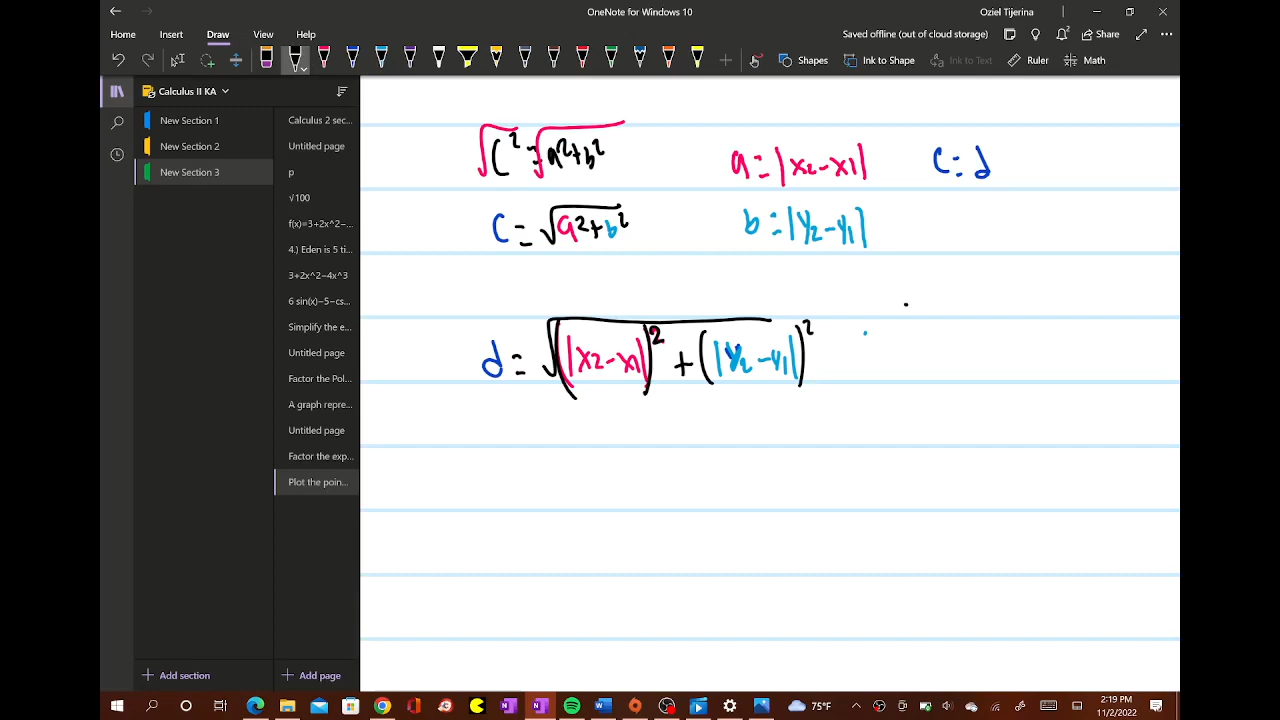 OneNote for Windows 10
Oziel Tijerina
Home Insert Draw View Help
Saved offline (out of cloud storage)
Share
Shapes Ink to Shape Ink to Text Ruler Math
Calculus II KA
New Section 1
New Section 2
New Section 3
Calculus 2 sec...
Untitled page
p
√100
f(x)=3+2x^2−...
4.) Eden is 5 ti...
3+2x^2−4x^3
6 sin(x)−5−cs...
Simplify the e...
Untitled page
Factor the Pol...
A graph repre...
Untitled page
Factor the exp...
Plot the poin...
√C² = √a²+b²
a = |x2−x1|
C = d
C = √a²+b²
b = |y2−y1|
d = √(|x2−x1|)² + (|y2−y1|)²
Add section
Add page
75°F
2:19 PM
11/2/2022